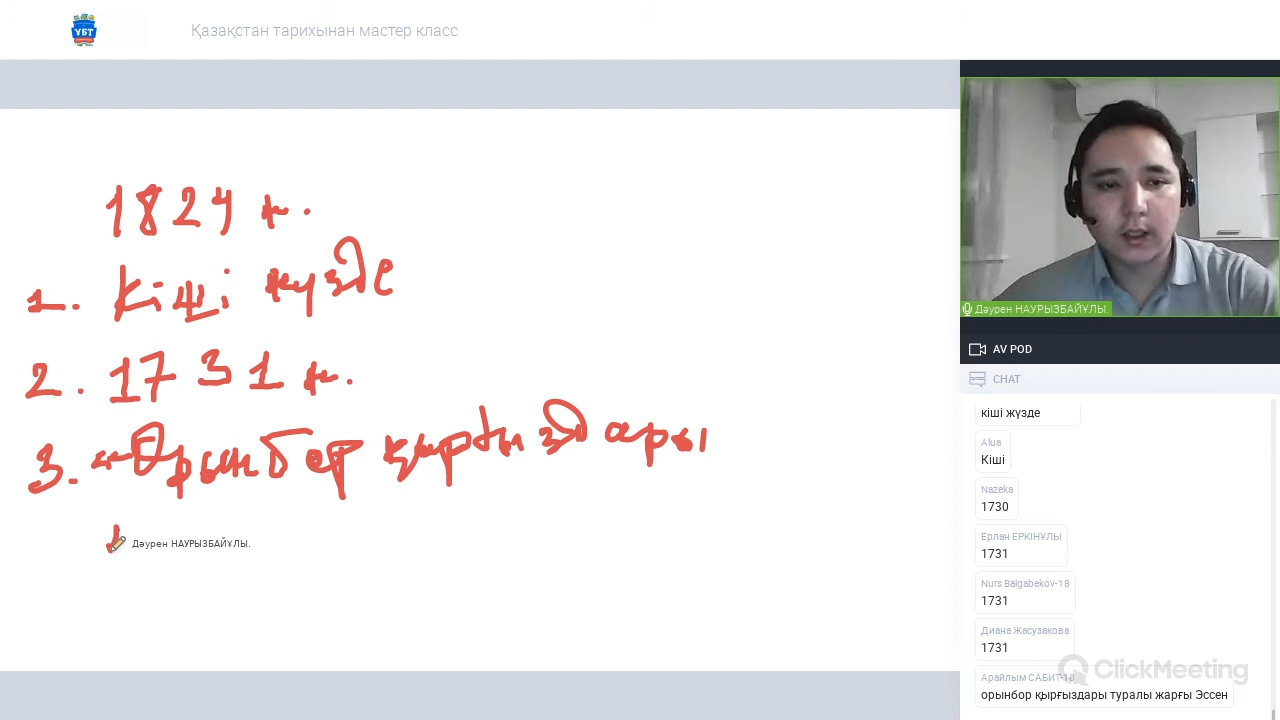 ҰБТ
Қазақстан тарихынан мастер класс
1824 ж.
1. Кіші жүзде
2. 1731 ж.
3. "Орынбор қырғыздары
Дәурен НАУРЫЗБАЙҰЛЫ.
Дәурен НАУРЫЗБАЙҰЛЫ.
AV POD
CHAT
кіші жүзде
Alua
Кіші
Nazeka
1730
Ерлан ЕРКІНҰЛЫ
1731
Nurs Balgabekov-18
1731
Диана Жасузакова
1731
Арайлым САБИТ-18
ClickMeeting
орынбор қырғыздары туралы жарғы Эссен